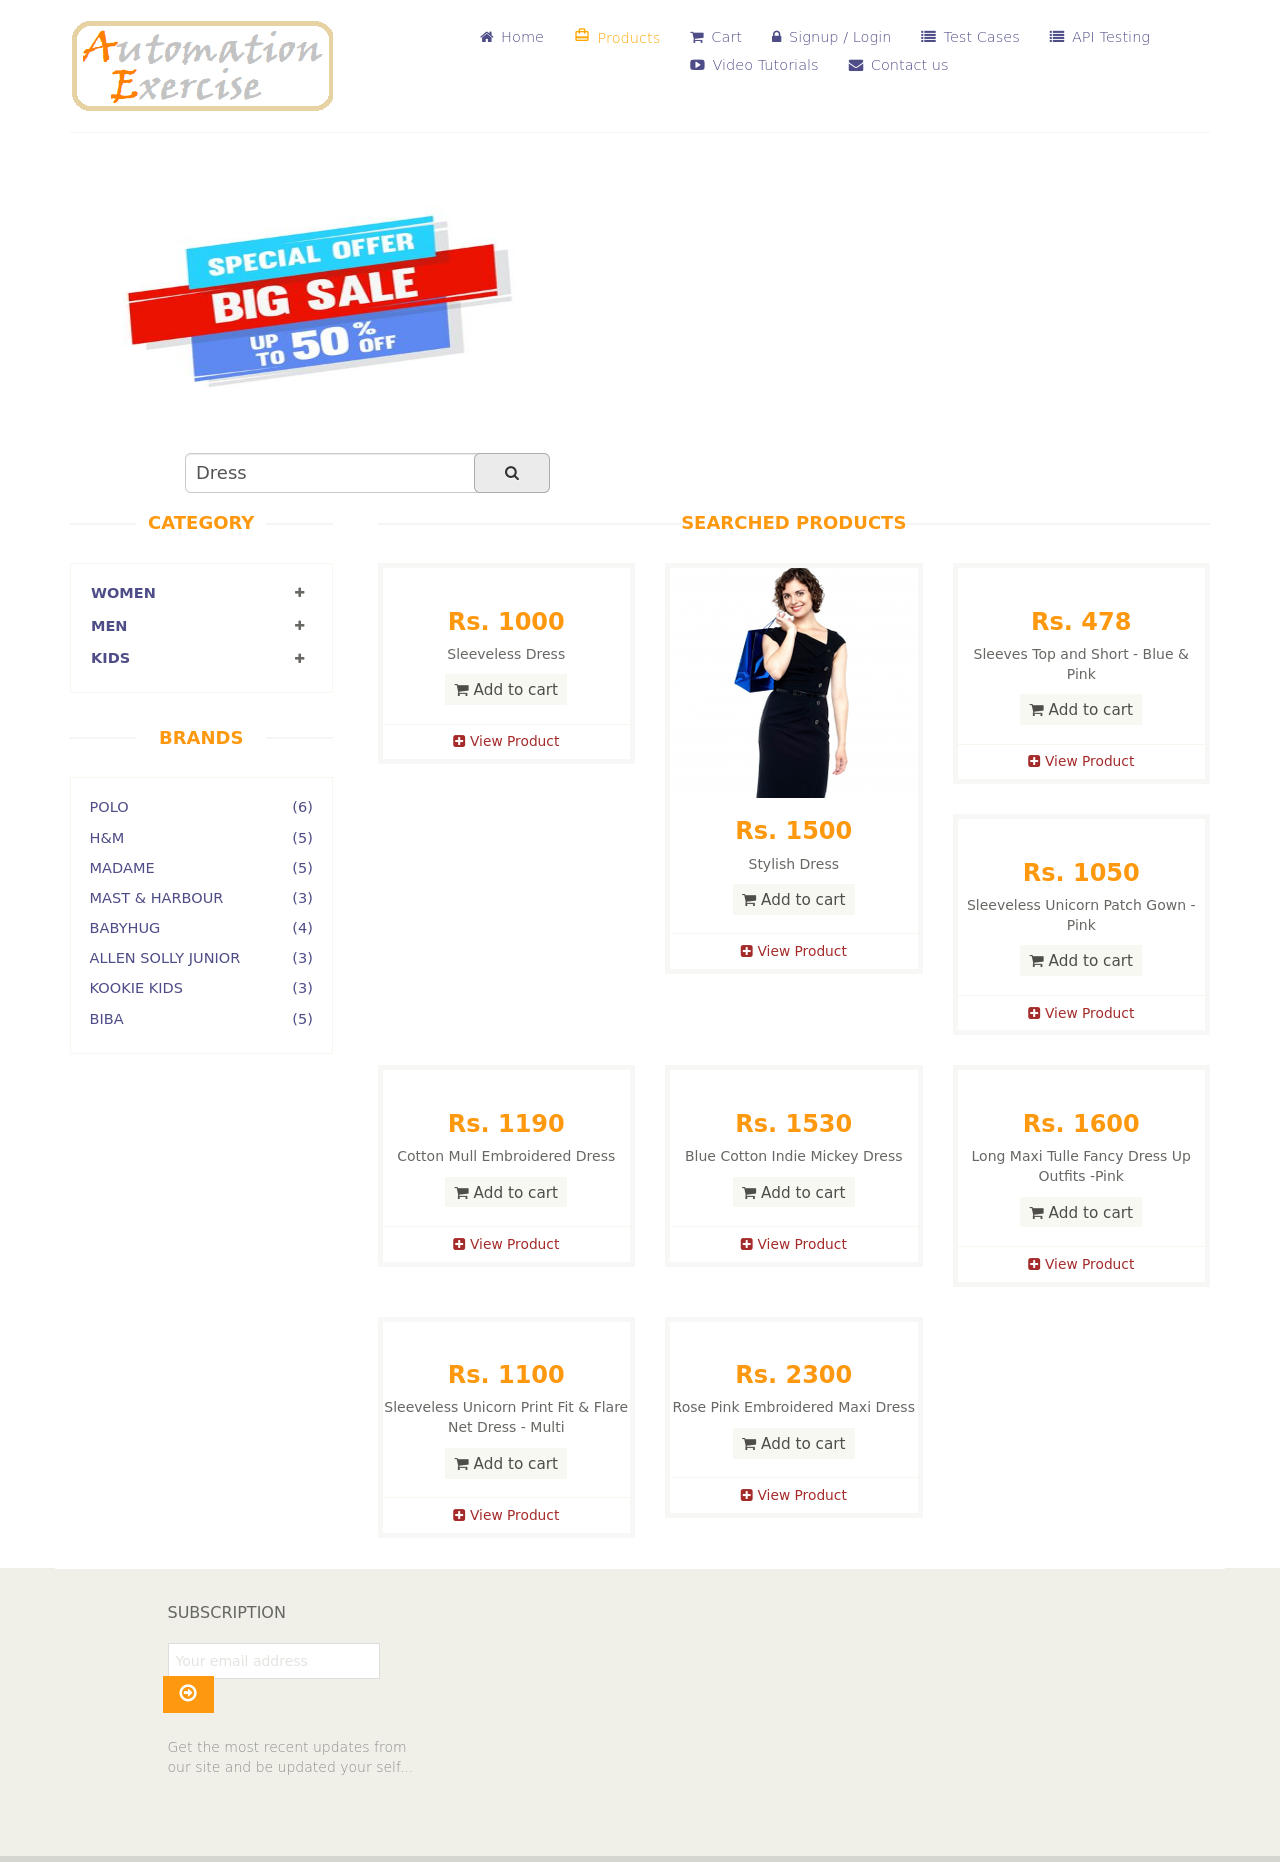 Automation
Exercise
Home
Products
Cart
Signup / Login
Test Cases
API Testing
Video Tutorials
Contact us
SPECIAL OFFER
BIG SALE
UP TO 50% OFF
Dress
CATEGORY
WOMEN
MEN
KIDS
BRANDS
POLO (6)
H&M (5)
MADAME (5)
MAST & HARBOUR (3)
BABYHUG (4)
ALLEN SOLLY JUNIOR (3)
KOOKIE KIDS (3)
BIBA (5)
SEARCHED PRODUCTS
Rs. 1000
Sleeveless Dress
Add to cart
View Product
Rs. 1500
Stylish Dress
Add to cart
View Product
Rs. 478
Sleeves Top and Short - Blue &
Pink
Add to cart
View Product
Rs. 1050
Sleeveless Unicorn Patch Gown -
Pink
Add to cart
View Product
Rs. 1190
Cotton Mull Embroidered Dress
Add to cart
View Product
Rs. 1530
Blue Cotton Indie Mickey Dress
Add to cart
View Product
Rs. 1600
Long Maxi Tulle Fancy Dress Up
Outfits -Pink
Add to cart
View Product
Rs. 1100
Sleeveless Unicorn Print Fit & Flare
Net Dress - Multi
Add to cart
View Product
Rs. 2300
Rose Pink Embroidered Maxi Dress
Add to cart
View Product
SUBSCRIPTION
Your email address
Get the most recent updates from
our site and be updated your self...